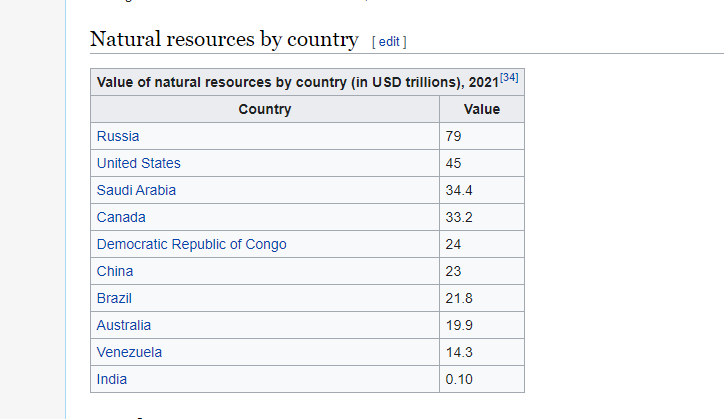 Natural resources by country [ edit ]
Value of natural resources by country (in USD trillions), 2021[34]
Country Value
Russia 79
United States 45
Saudi Arabia 34.4
Canada 33.2
Democratic Republic of Congo 24
China 23
Brazil 21.8
Australia 19.9
Venezuela 14.3
India 0.10